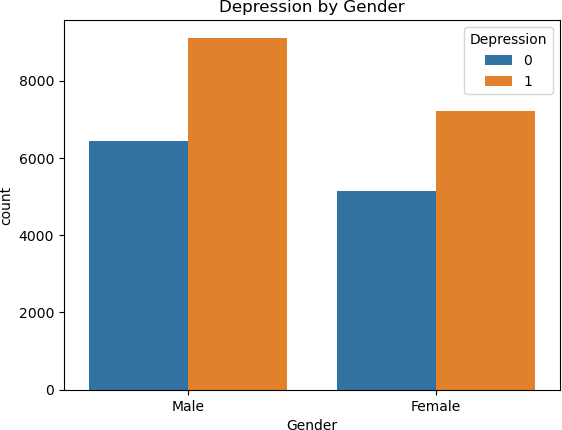 Depression by Gender
Depression
0
1
8000
6000
4000
2000
0
count
Male
Female
Gender